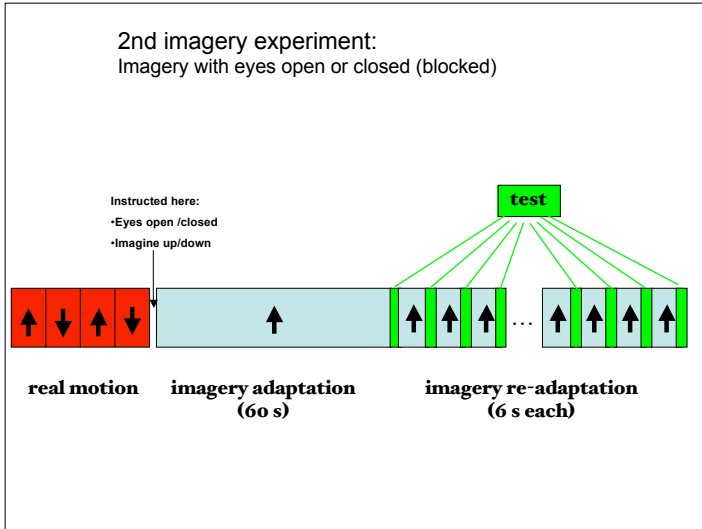 2nd imagery experiment:
Imagery with eyes open or closed (blocked)
Instructed here:
•Eyes open /closed
•Imagine up/down
test
...
real motion
imagery adaptation
(60 s)
imagery re-adaptation
(6 s each)